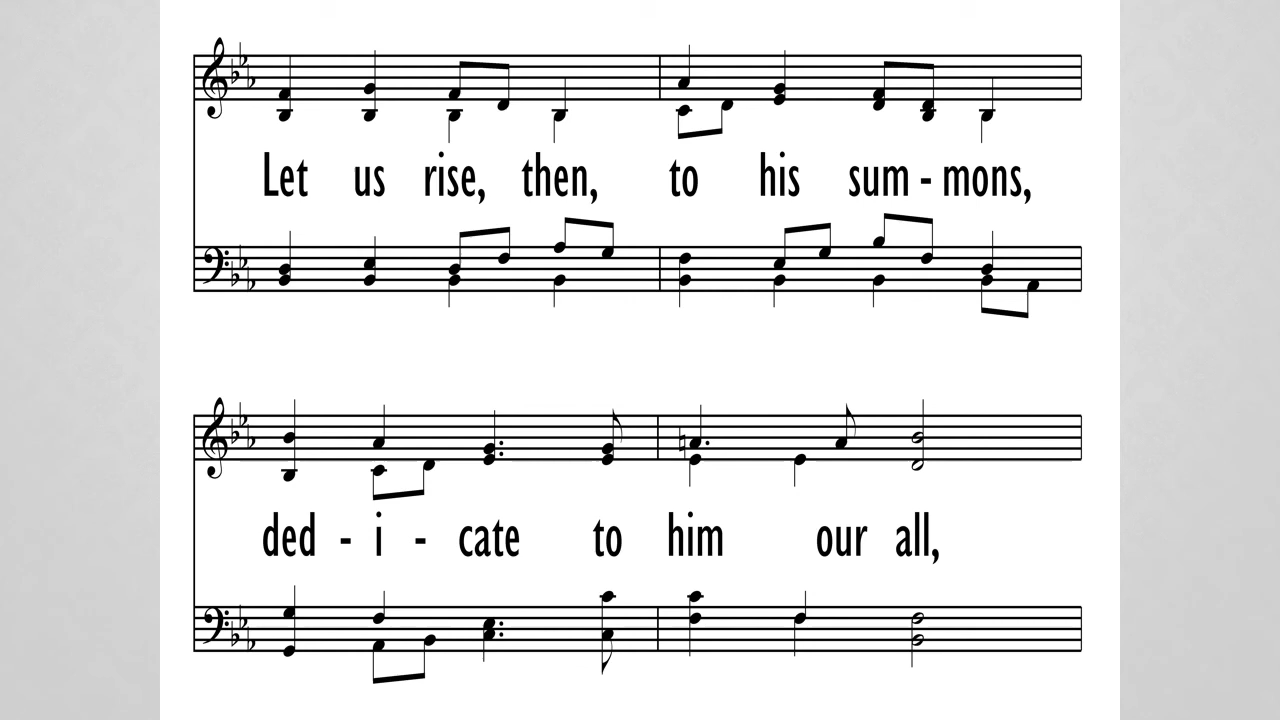 Let us rise, then, to his sum - mons,
ded - i - cate to him our all,